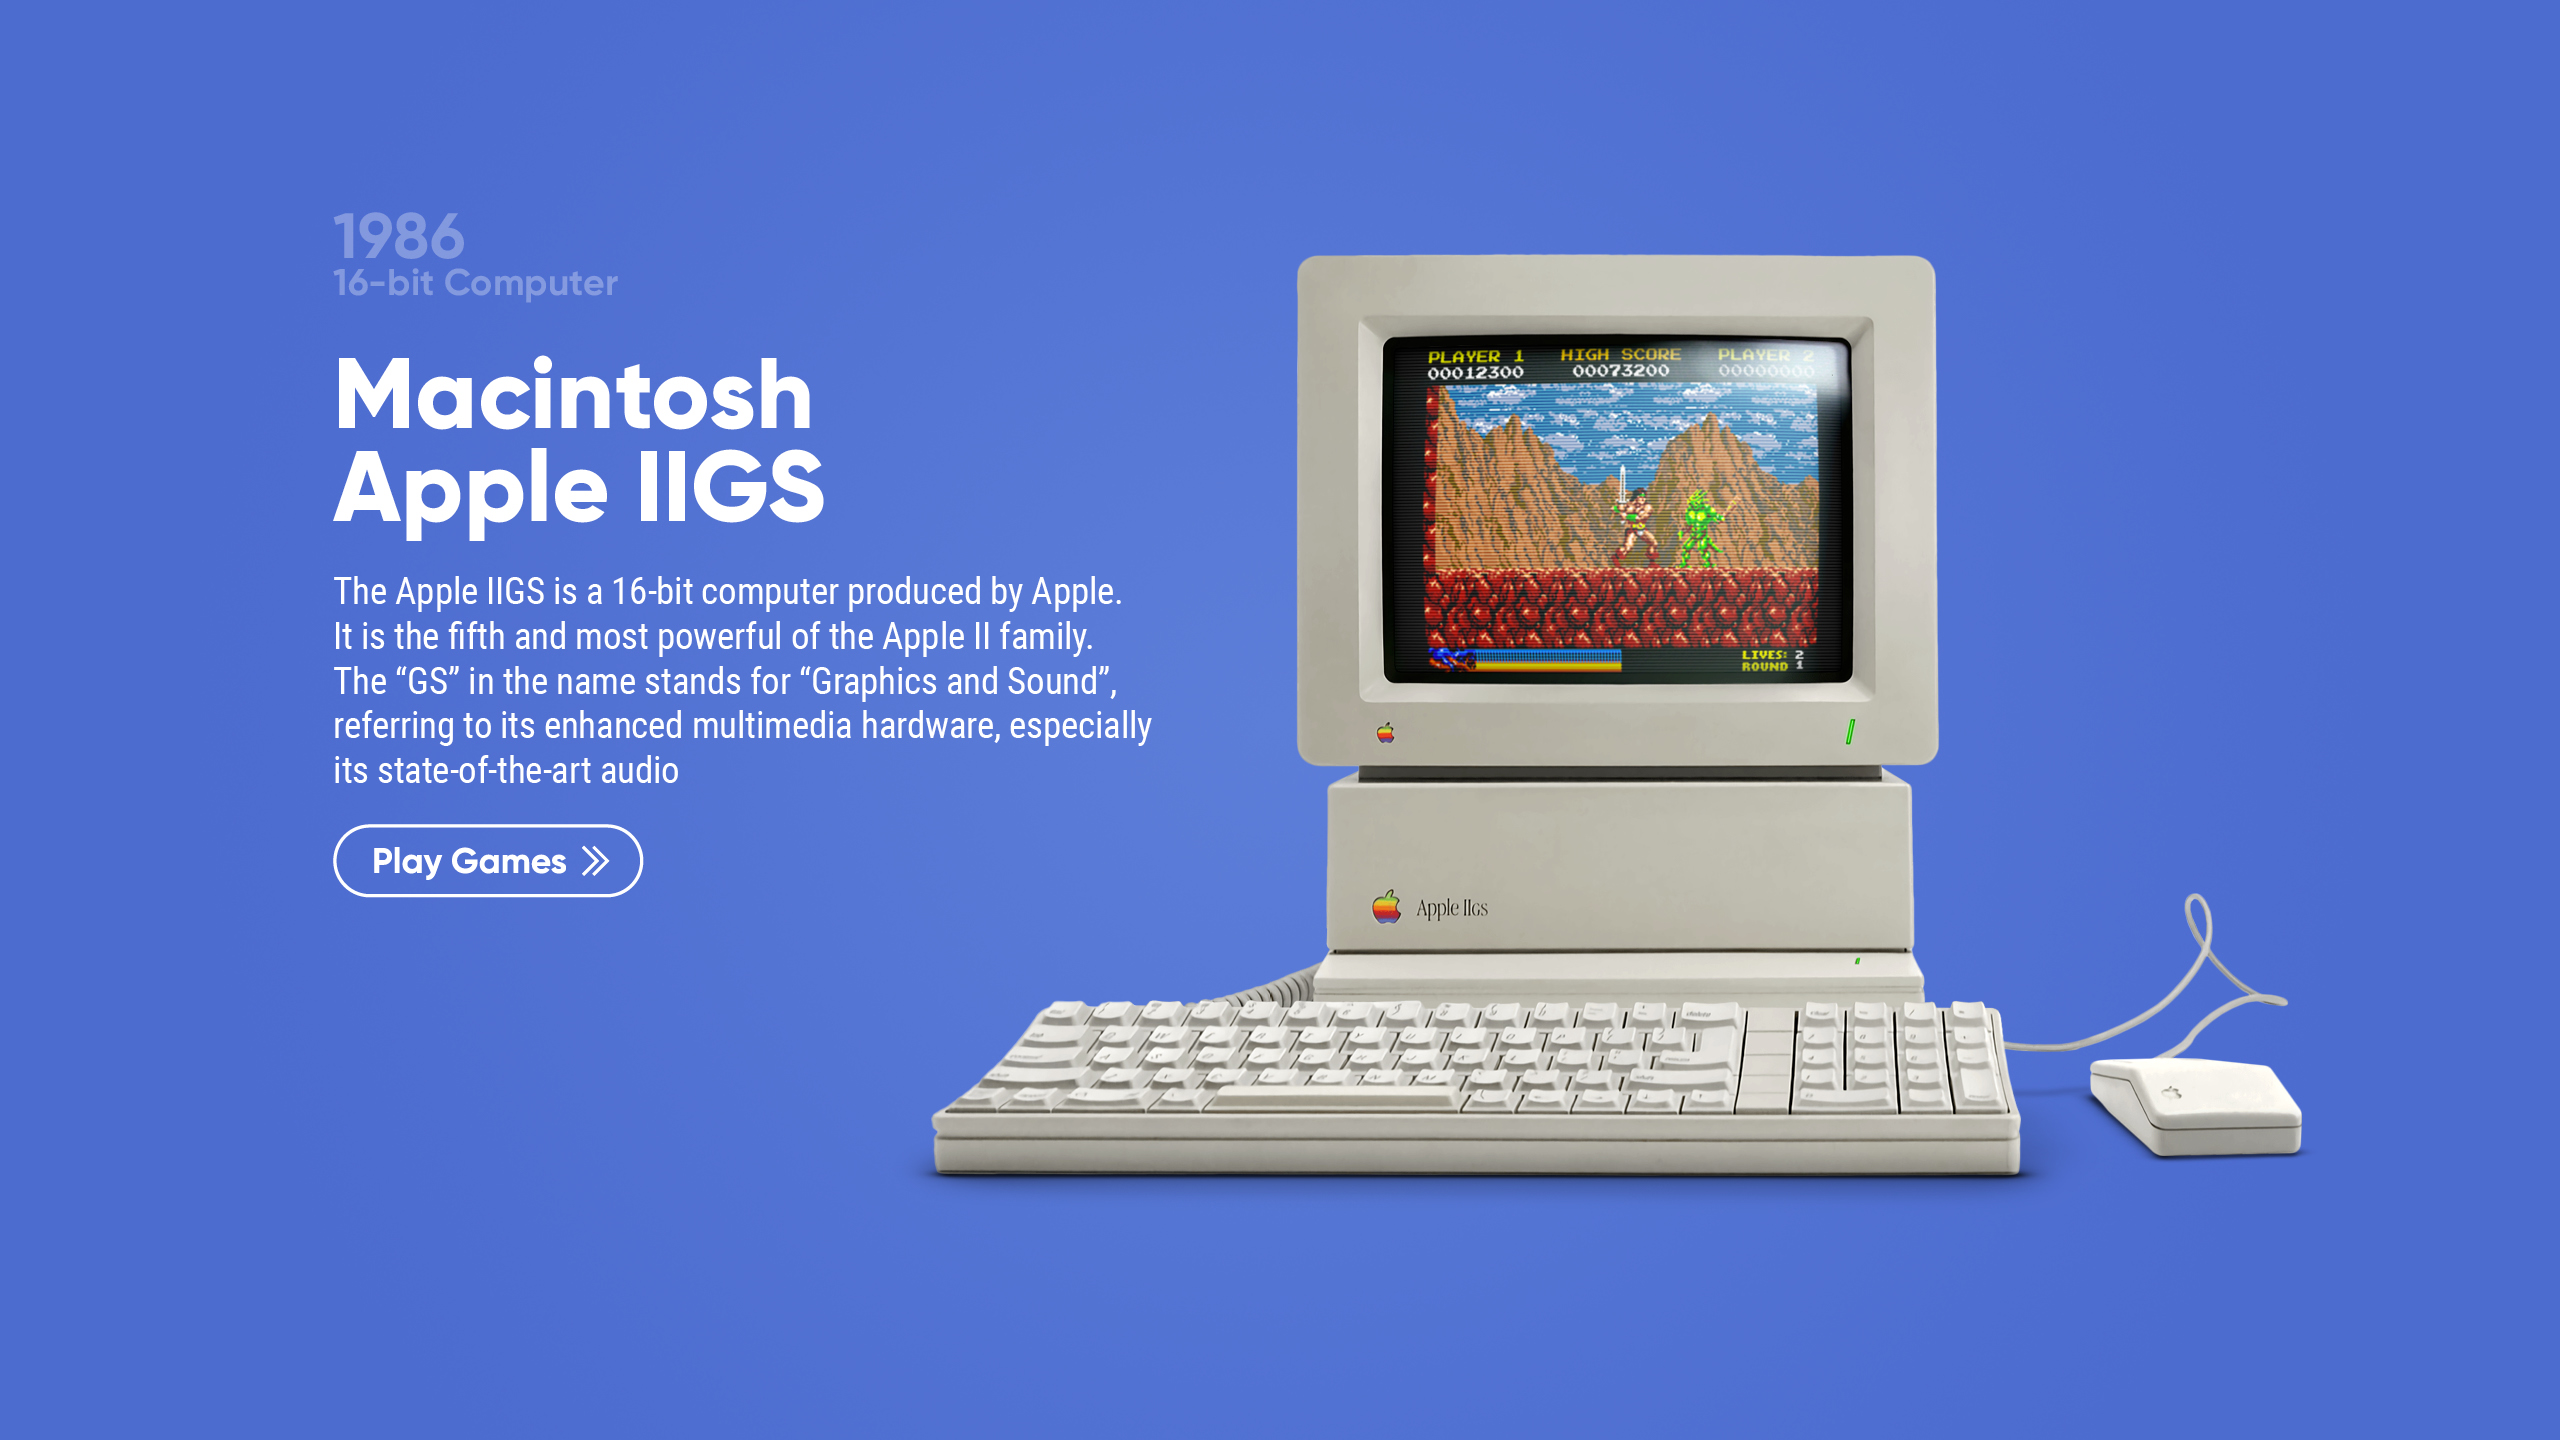 1986
16-bit Computer
Macintosh
Apple IIGS
The Apple IIGS is a 16-bit computer produced by Apple.
It is the fifth and most powerful of the Apple II family.
The “GS” in the name stands for “Graphics and Sound”,
referring to its enhanced multimedia hardware, especially
its state-of-the-art audio
Play Games
PLAYER 1 HIGH SCORE PLAYER 2
00012300 00073200 00000000
LIVES: 2
ROUND 1
Apple IIGS